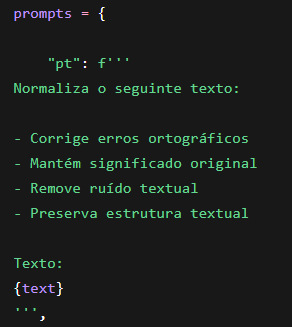 prompts = {
"pt": f'''
Normaliza o seguinte texto:
- Corrige erros ortográficos
- Mantém significado original
- Remove ruído textual
- Preserva estrutura textual
Texto:
{text}
''',